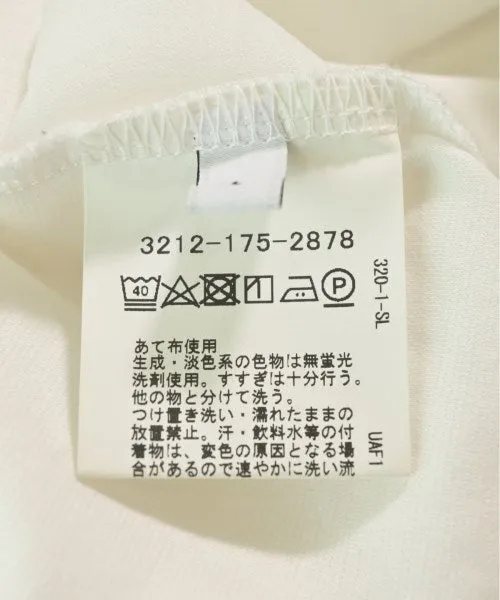 3212-175-2878
40
P
320-1-SL
あて布使用
生成・淡色系の色物は無蛍光
洗剤使用。すすぎは十分行う。
他の物と分けて洗う。
つけ置き洗い・濡れたままの
放置禁止。汗・飲料水等の付
着物は、変色の原因となる場
合があるので速やかに洗い流
UAF1